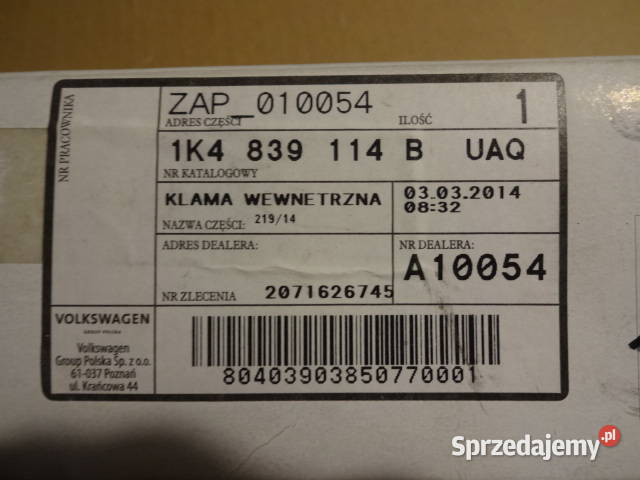 NR PRACOWNIKA
ZAP_010054
ADRES CZĘŚCI
ILOŚĆ
1
1K4 839 114 B UAQ
NR KATALOGOWY
KLAMA WEWNETRZNA
NAZWA CZĘŚCI: 219/14
03.03.2014
08:32
ADRES DEALERA:
NR DEALERA:
A10054
NR ZLECENIA 2071626745
VOLKSWAGEN
GROUP POLSKA
Volkswagen
Group Polska Sp. z o.o.
61-037 Poznań
ul. Krańcowa 44
80403903850770001
Sprzedajemy.pl